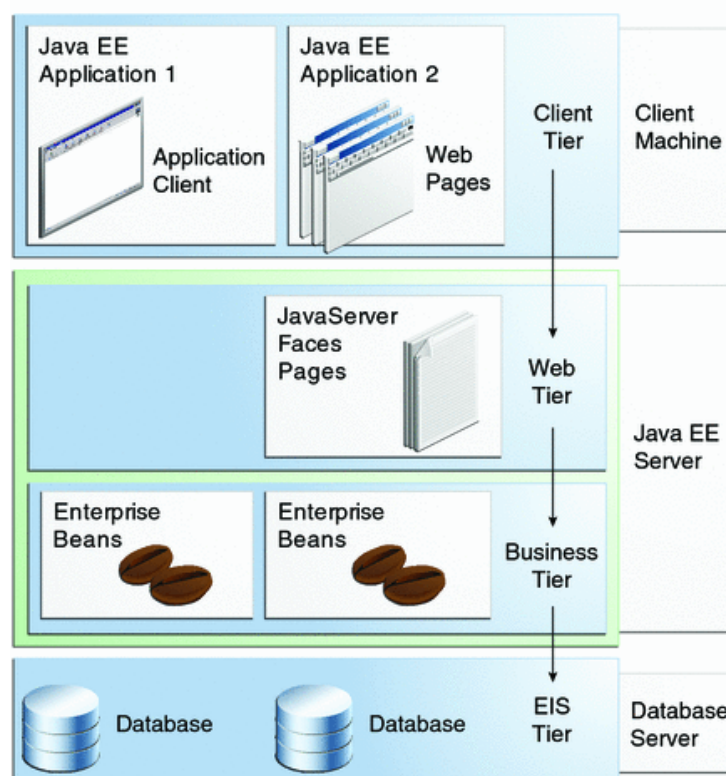 Java EE
Application 1
Application
Client
Java EE
Application 2
Web
Pages
Client
Tier
Client
Machine
JavaServer
Faces
Pages
Web
Tier
Java EE
Server
Enterprise
Beans
Enterprise
Beans
Business
Tier
Database
Database
EIS
Tier
Database
Server